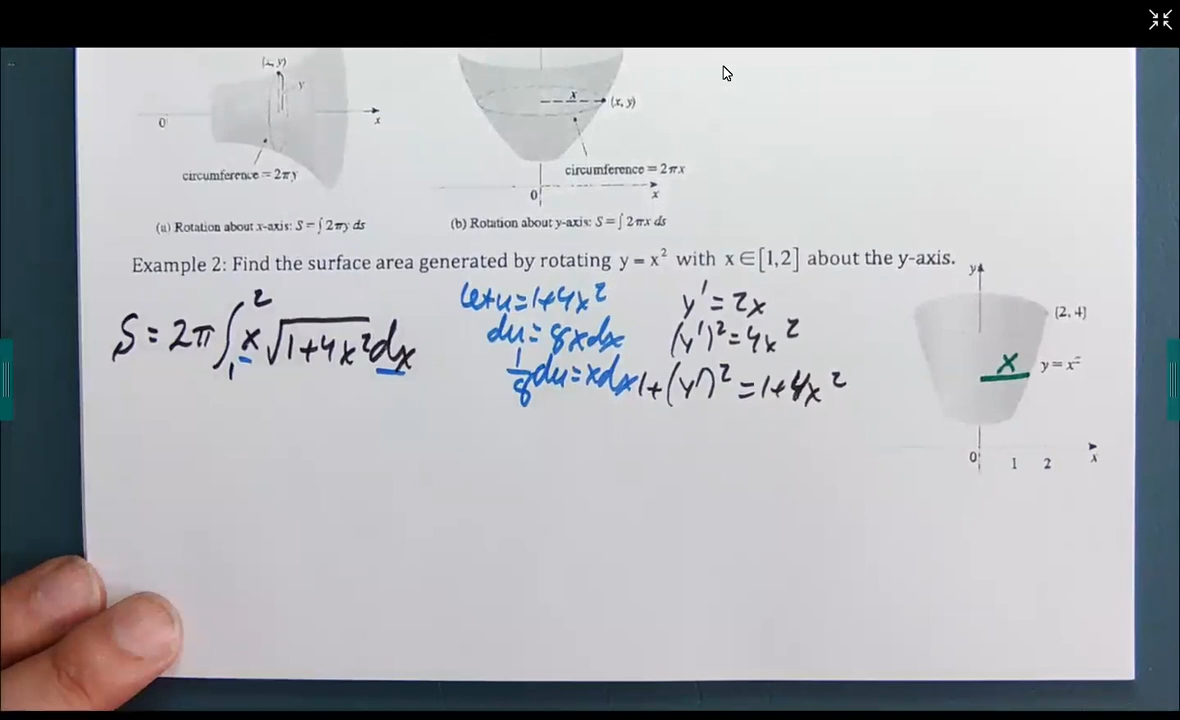 (x, y)
y
0
x
circumference = 2πy
(a) Rotation about x-axis: S = ∫ 2πy ds
x
(x, y)
circumference = 2πx
0
x
(b) Rotation about y-axis: S = ∫ 2πx ds
Example 2: Find the surface area generated by rotating y = x² with x ∈ [1,2] about the y-axis.
S = 2π ∫₁² x √(1+4x²) dx
let u = 1+4x²
du = 8x dx
1/8 du = x dx
y' = 2x
(y')² = 4x²
1+(y')² = 1+4x²
y
(2, 4)
x
y = x²
0
1 2
x